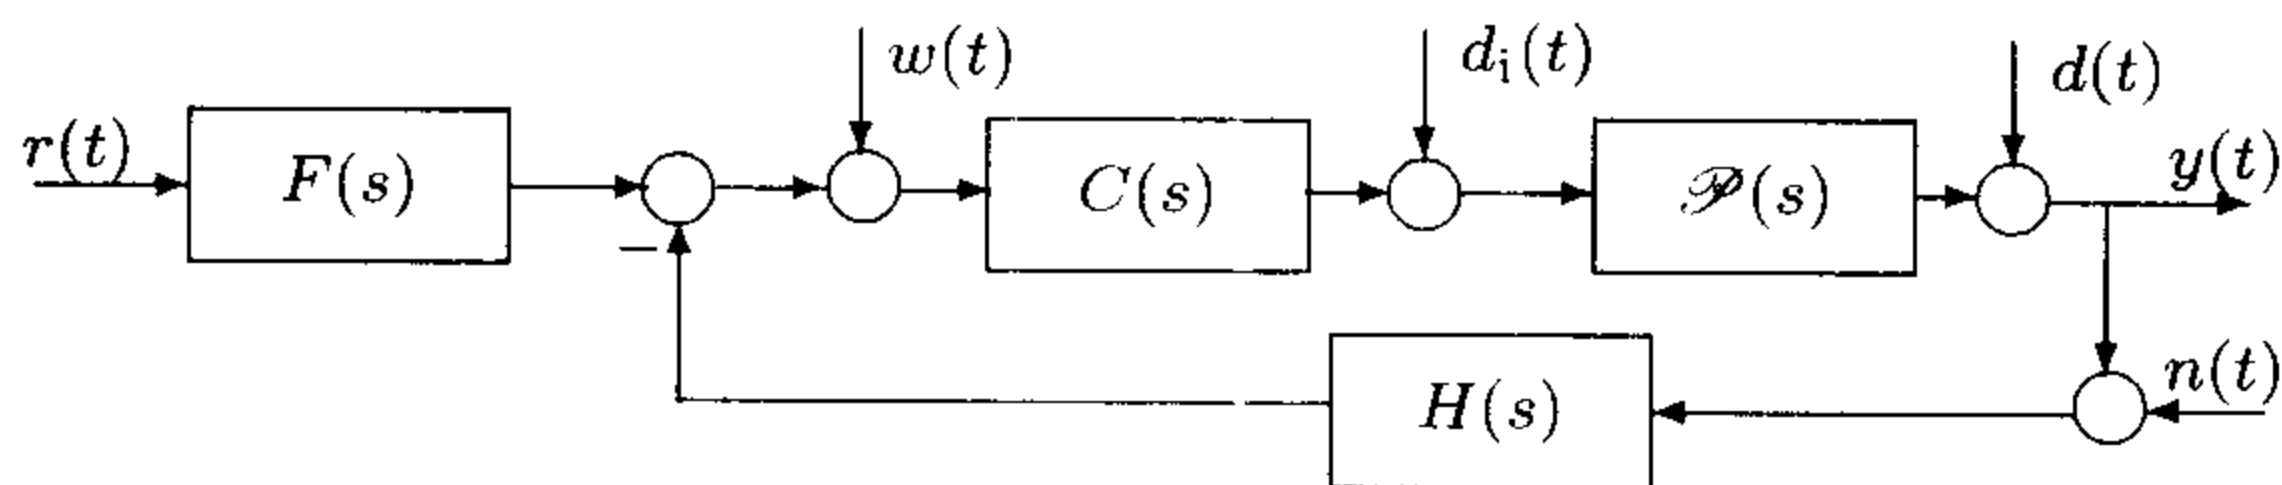 w(t)
d_i(t)
d(t)
r(t)
F(s)
C(s)
𝒫(s)
y(t)
−
H(s)
n(t)